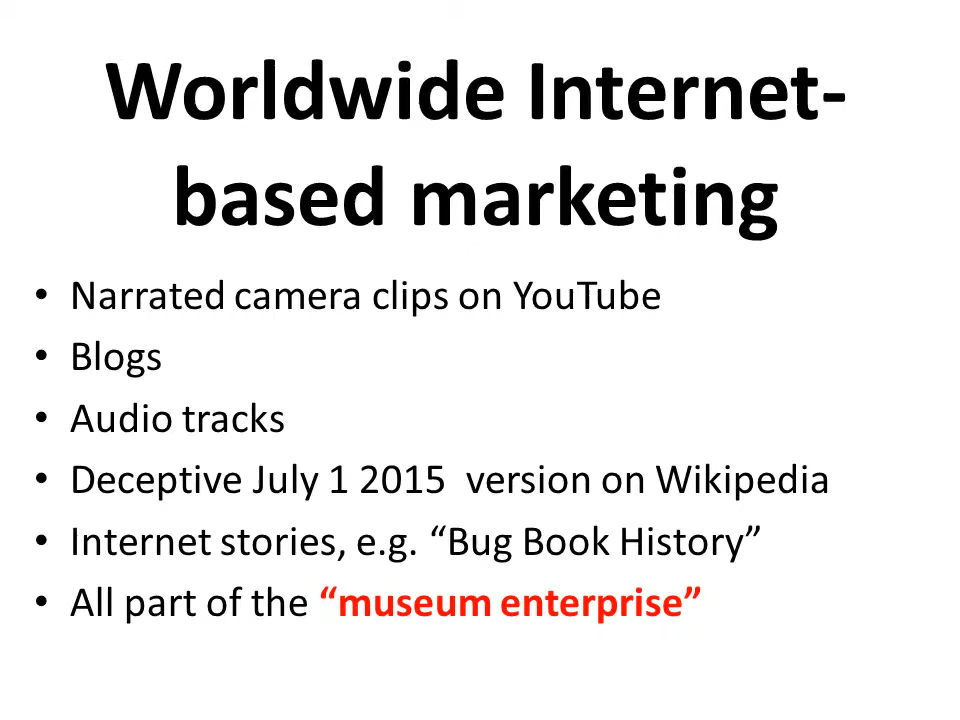 Worldwide Internet-
based marketing
• Narrated camera clips on YouTube
• Blogs
• Audio tracks
• Deceptive July 1 2015  version on Wikipedia
• Internet stories, e.g. “Bug Book History”
• All part of the “museum enterprise”